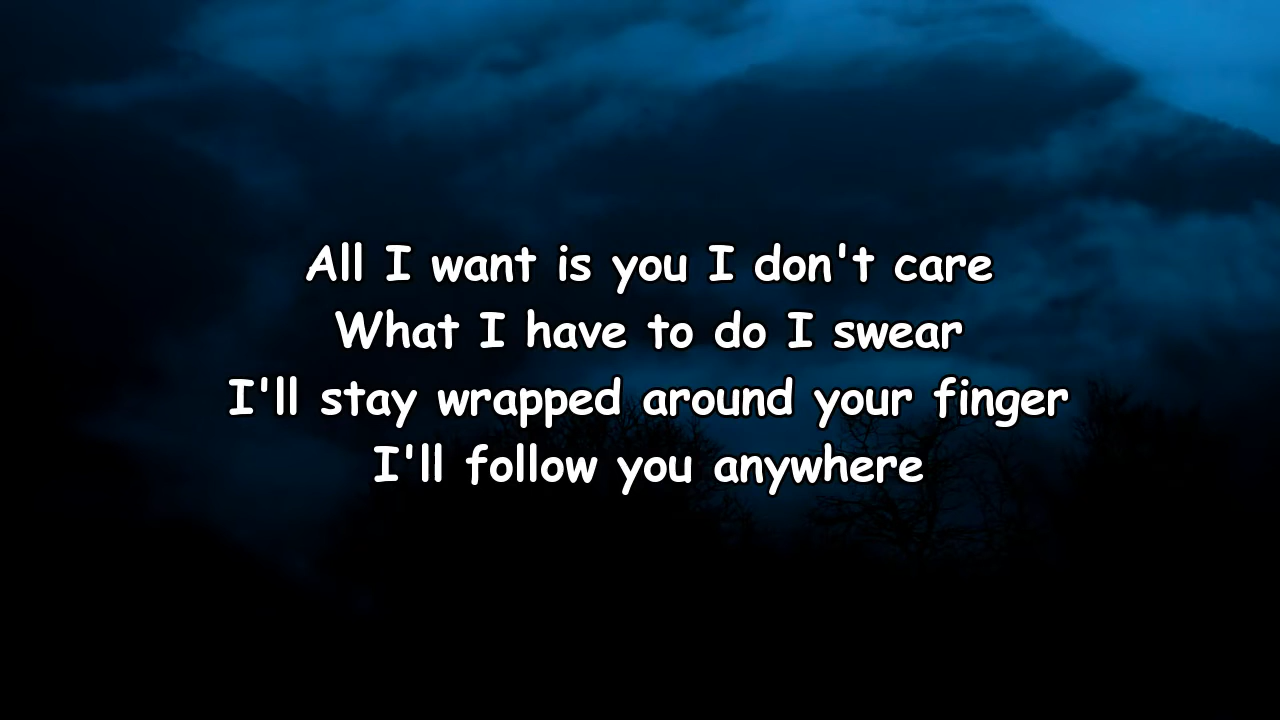 All I want is you I don't care
What I have to do I swear
I'll stay wrapped around your finger
I'll follow you anywhere